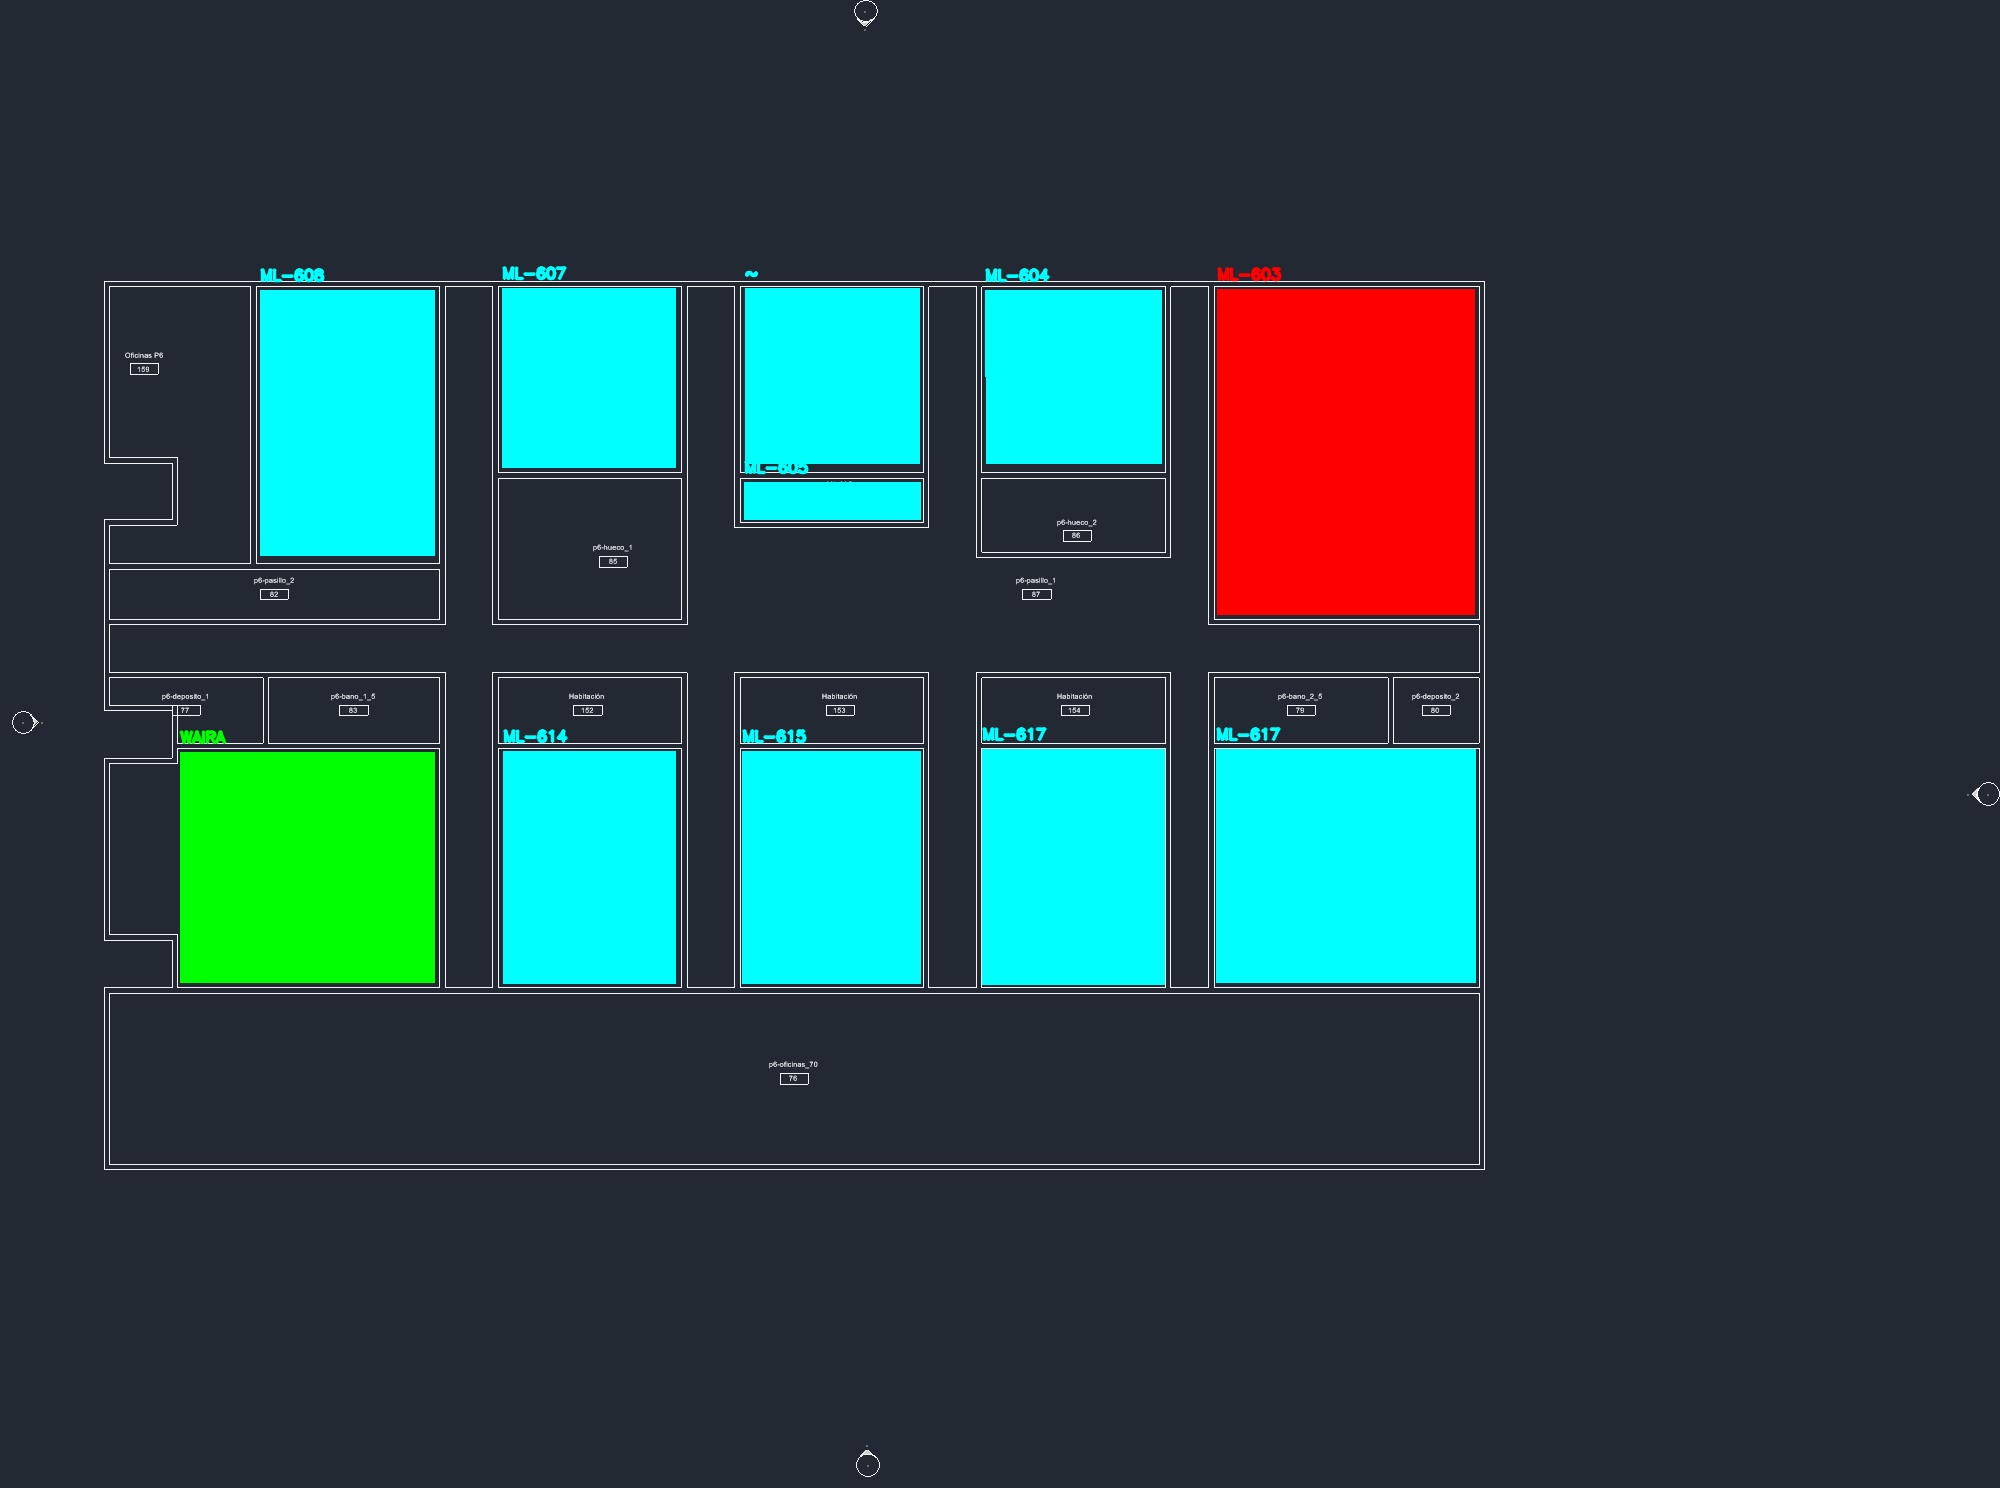 ML-608
ML-607
~
ML-604
ML-603
Oficinas P6
159
ML-605
p6-hueco_2
86
p6-hueco_1
85
p6-pasillo_2
82
p6-pasillo_1
87
p6-deposito_1
77
p6-bano_1_5
83
Habitación
152
Habitación
153
Habitación
154
p6-bano_2_5
79
p6-deposito_2
80
WAIRA
ML-614
ML-615
ML-617
ML-617
p6-oficinas_70
76